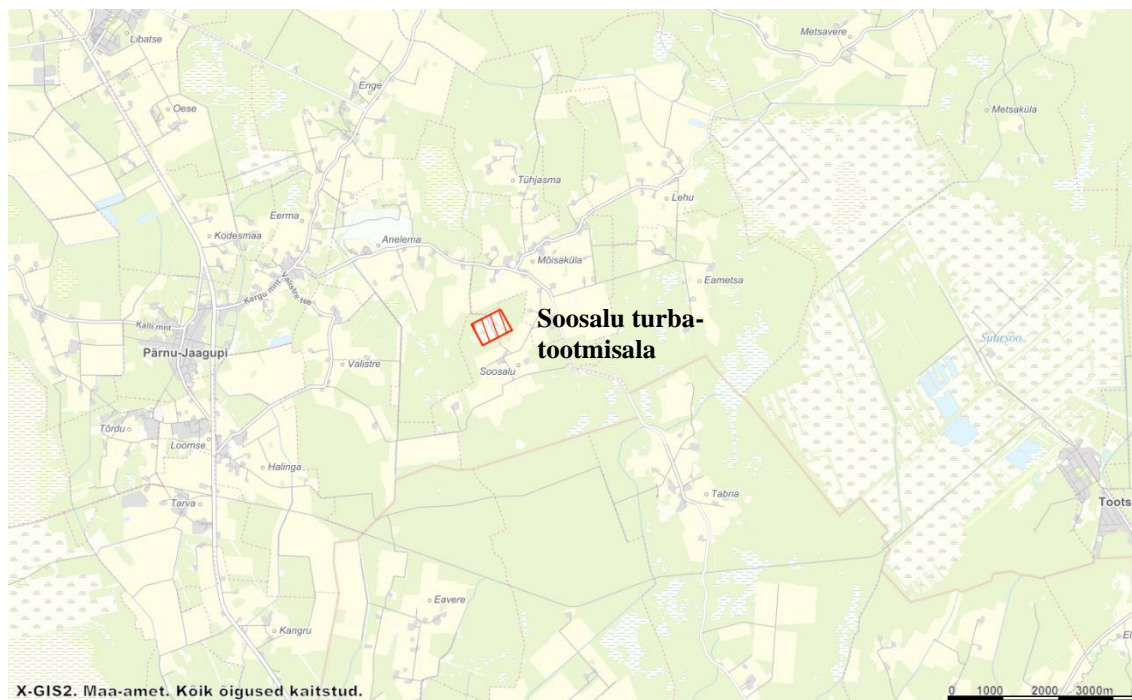 Libatse
Metsavere
Enge
Oese
Metsaküla
Tühjasma
Lehu
Eerma
Kodesmaa
Anelema
Mõisaküla
Eametsa
Valistre tee
Kergu mnt.
Kalli mnt.
Soosalu turba-
tootmisala
Pärnu-Jaagupi
Valistre
Soosalu
Suursoo
Tõrdu
Loomse
Halinga
Tabria
Tarva
Toots
Eavere
Kangru
El
X-GIS2. Maa-amet. Kõik õigused kaitstud.
0 1000 2000 3000m